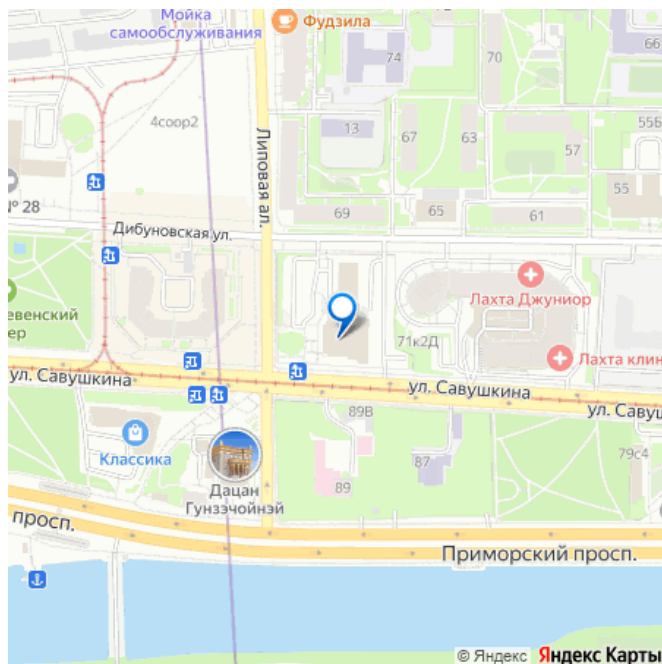 Мойка
самообслуживания
Фудзила
74
70
66
4соор2
Липовая ал.
13
67
63
57
55Б
55
№ 28
69
65
61
Дибуновская ул.
евенский
ер
Лахта Джуниор
71к2Д
Лахта клин
ул. Савушкина
ул. Савушкина
ул. Савуш
89В
Классика
87
79с4
89
Дацан
Гунзэчойнэй
просп.
Приморский просп.
© Яндекс Яндекс Карты